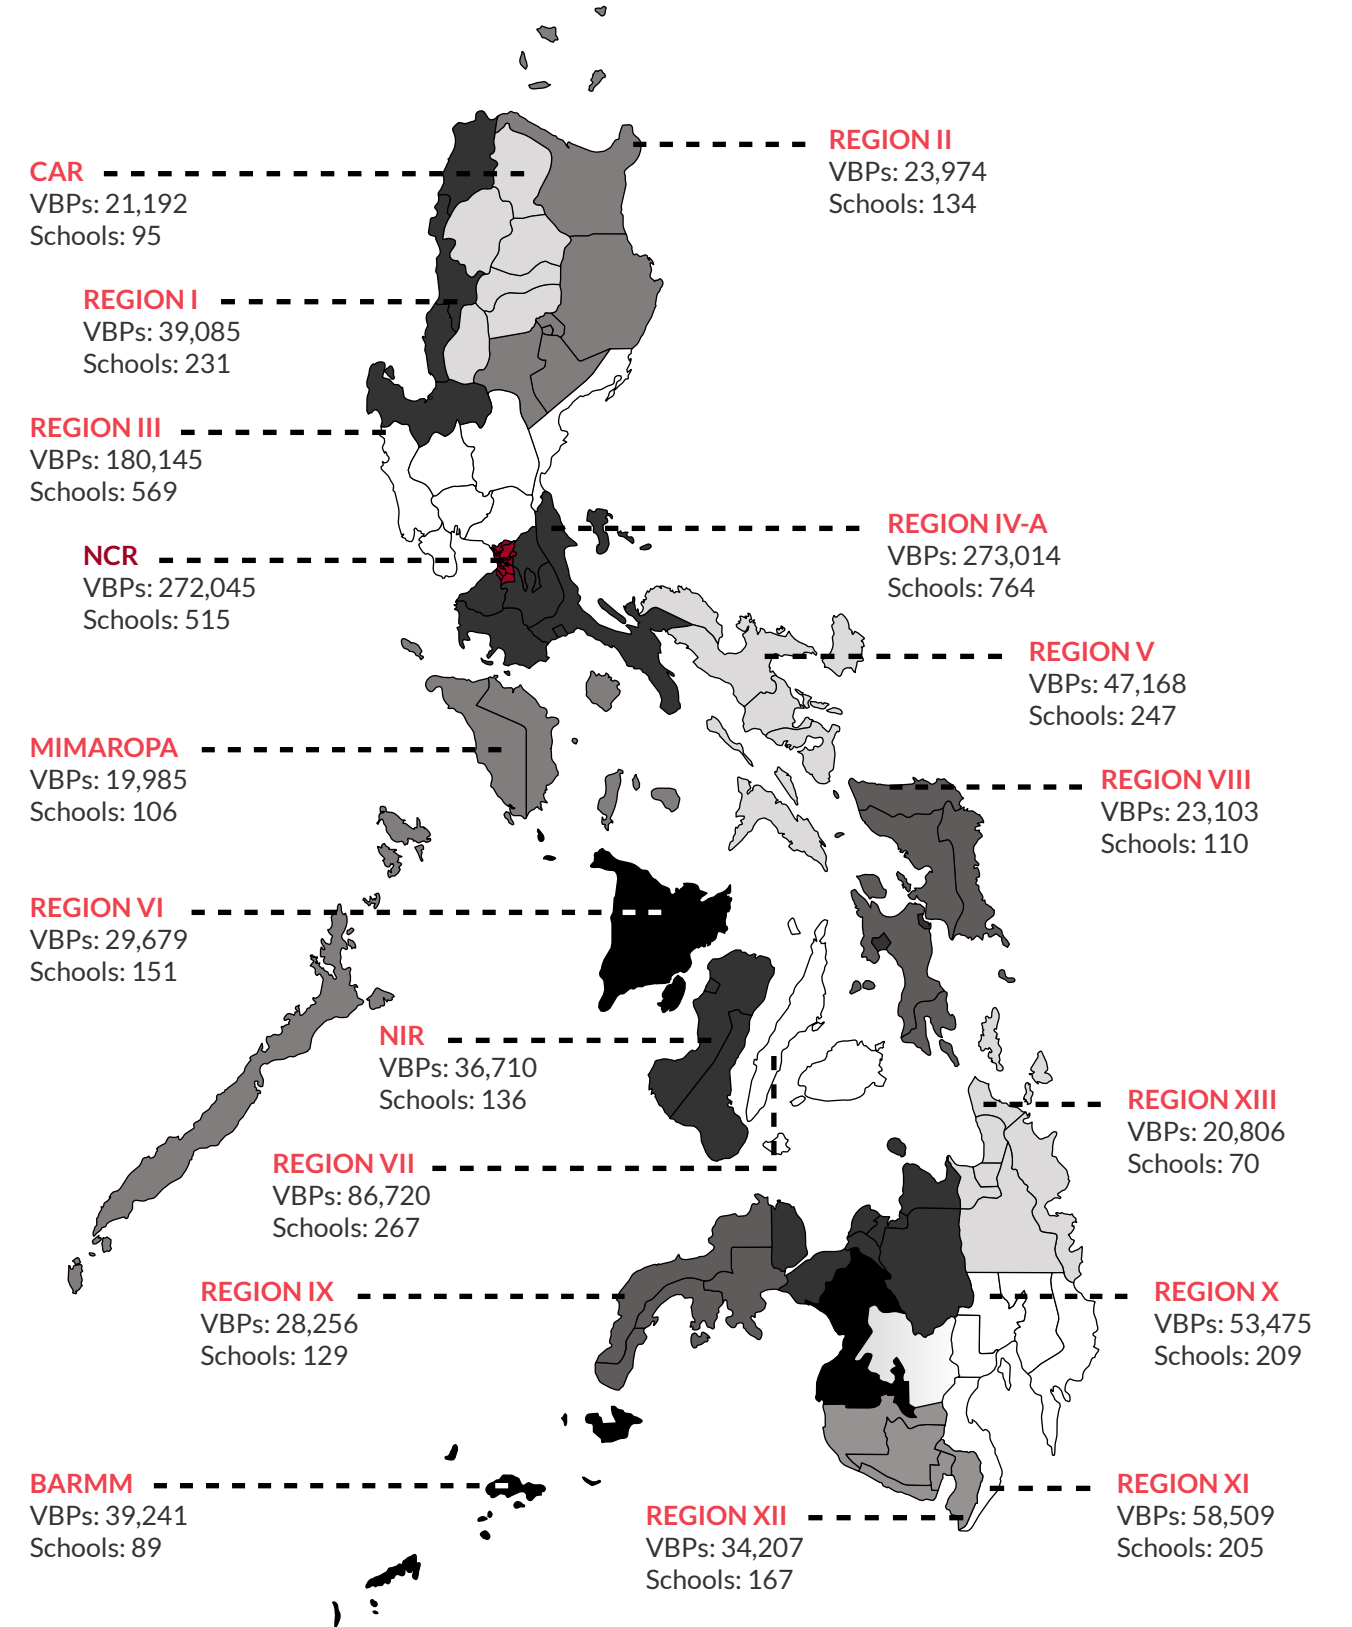 REGION II
VBPs: 23,974
Schools: 134
CAR
VBPs: 21,192
Schools: 95
REGION I
VBPs: 39,085
Schools: 231
REGION III
VBPs: 180,145
Schools: 569
REGION IV-A
VBPs: 273,014
Schools: 764
NCR
VBPs: 272,045
Schools: 515
REGION V
VBPs: 47,168
Schools: 247
MIMAROPA
VBPs: 19,985
Schools: 106
REGION VIII
VBPs: 23,103
Schools: 110
REGION VI
VBPs: 29,679
Schools: 151
NIR
VBPs: 36,710
Schools: 136
REGION XIII
VBPs: 20,806
Schools: 70
REGION VII
VBPs: 86,720
Schools: 267
REGION IX
VBPs: 28,256
Schools: 129
REGION X
VBPs: 53,475
Schools: 209
BARMM
VBPs: 39,241
Schools: 89
REGION XI
VBPs: 58,509
Schools: 205
REGION XII
VBPs: 34,207
Schools: 167